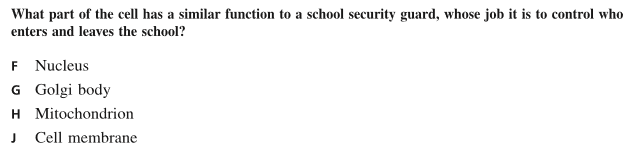 What part of the cell has a similar function to a school security guard, whose job it is to control who
enters and leaves the school?
F Nucleus
G Golgi body
H Mitochondrion
J Cell membrane